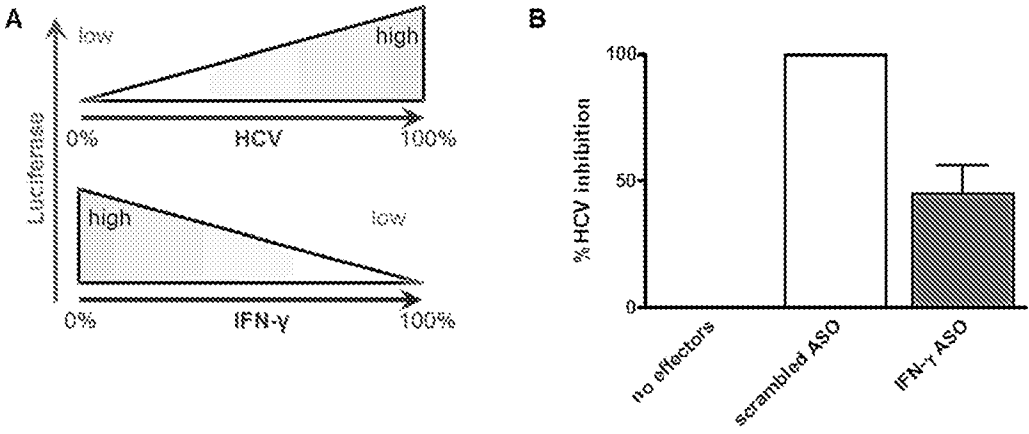 A
low
high
Luciferase
0%
HCV
100%
high
low
0%
IFN-γ
100%
B
% HCV inhibition
100
50
0
no effectors
scrambled ASO
IFN-γ ASO